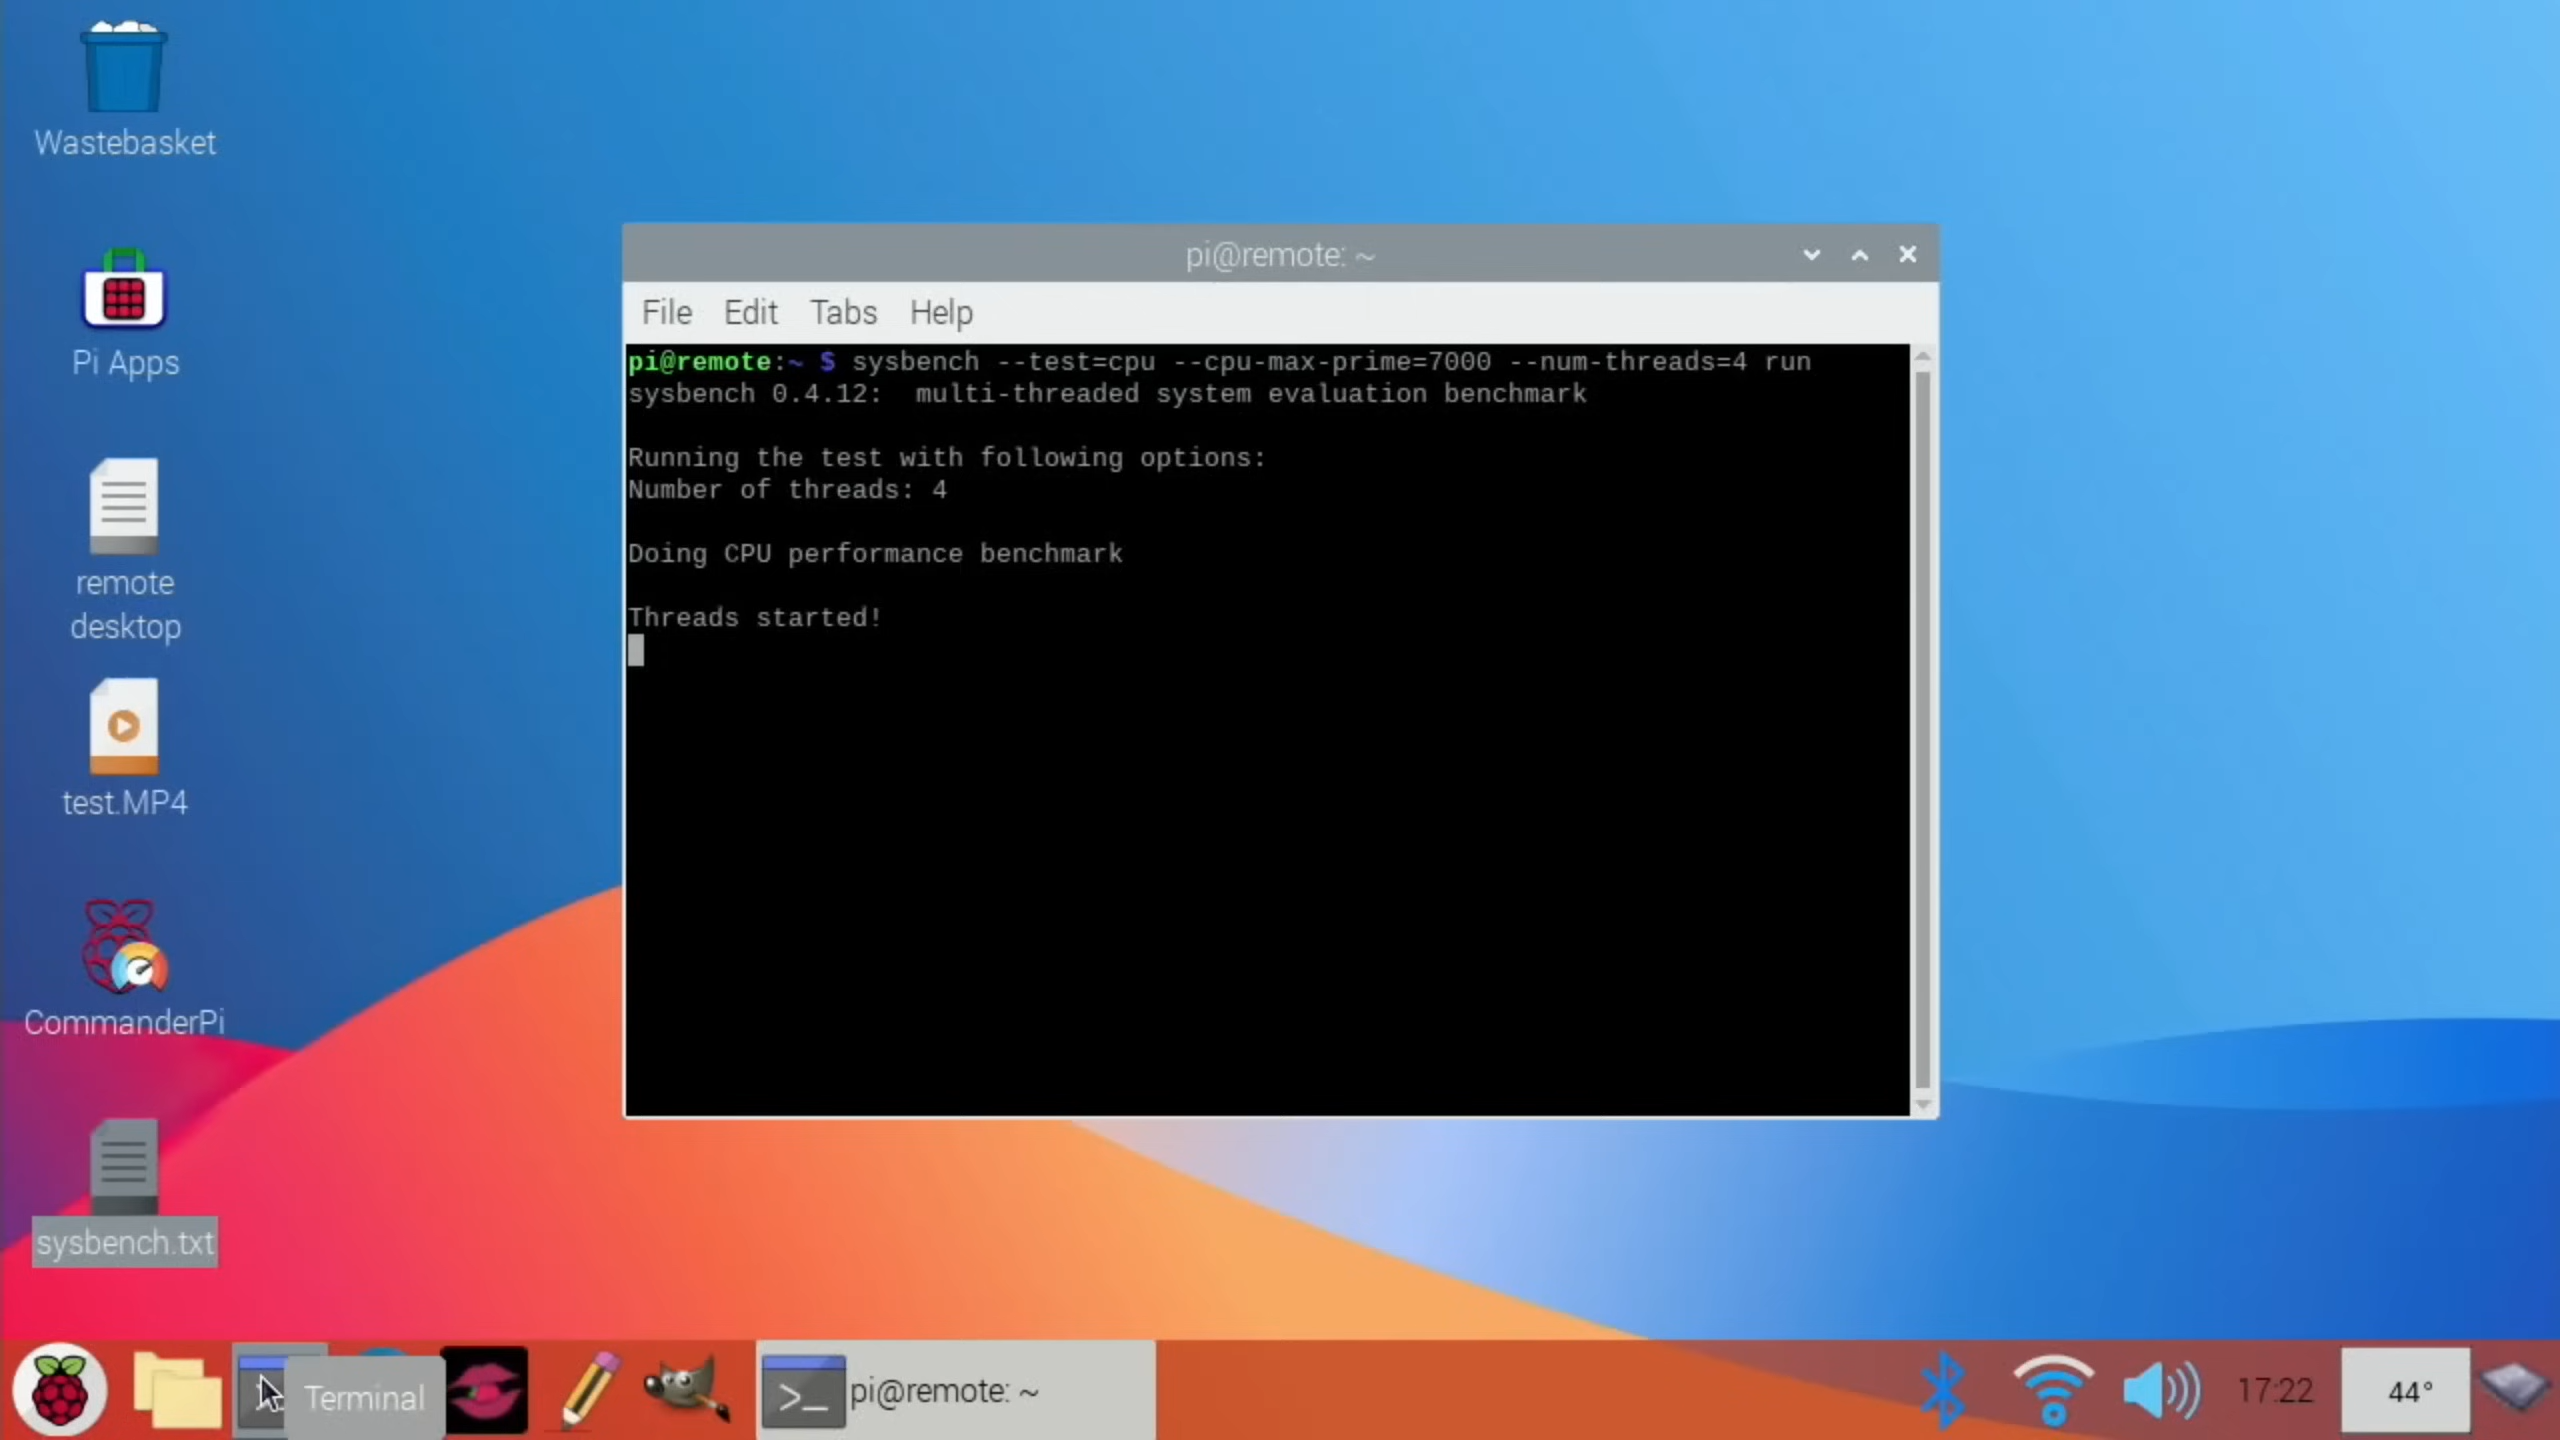 Wastebasket
Pi Apps
remote
desktop
test.MP4
CommanderPi
sysbench.txt
pi@remote: ~
File Edit Tabs Help
pi@remote:~ $ sysbench --test=cpu --cpu-max-prime=7000 --num-threads=4 run
sysbench 0.4.12:  multi-threaded system evaluation benchmark
Running the test with following options:
Number of threads: 4
Doing CPU performance benchmark
Threads started!
Terminal
>_ pi@remote: ~
17:22
44°